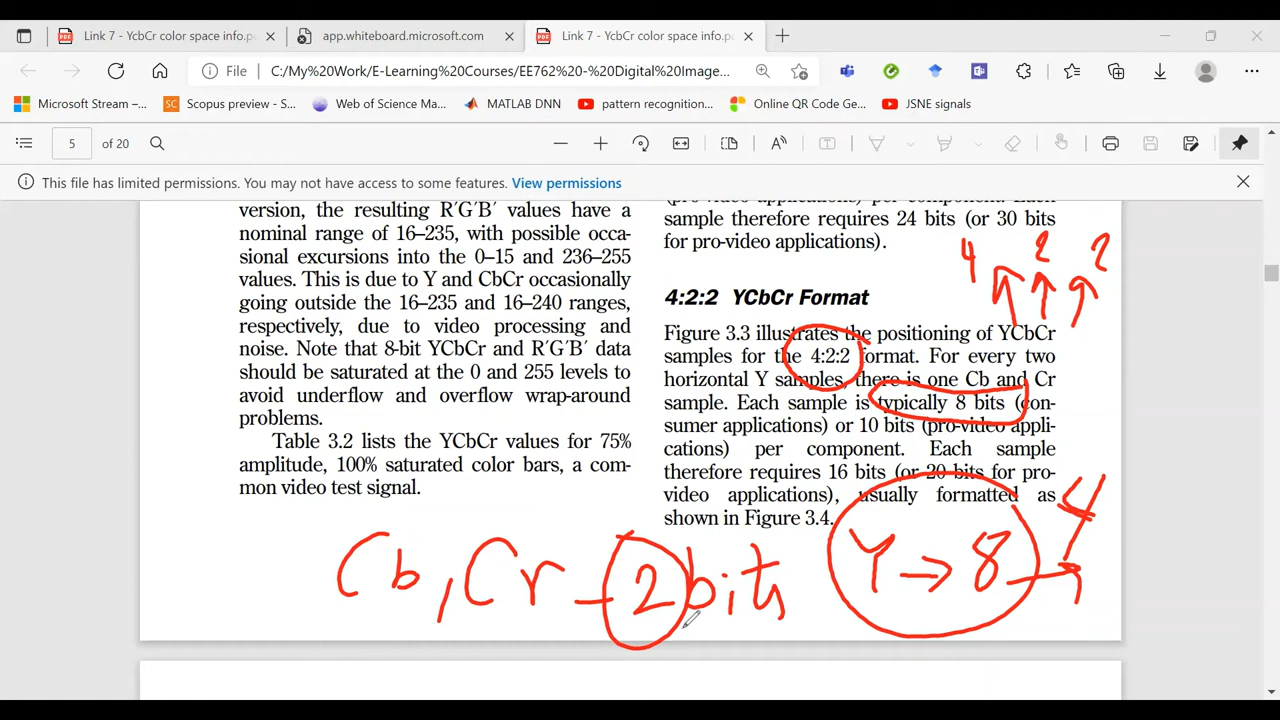 Link 7 - YcbCr color space info.pd
app.whiteboard.microsoft.com
Link 7 - YcbCr color space info.pd
File
C:/My%20Work/E-Learning%20Courses/EE762%20-%20Digital%20Image...
Microsoft Stream –...
Scopus preview - S...
Web of Science Ma...
MATLAB DNN
pattern recognition...
Online QR Code Ge...
JSNE signals
5 of 20
This file has limited permissions. You may not have access to some features. View permissions
version, the resulting R´G´B´ values have a
nominal range of 16–235, with possible occa-
sional excursions into the 0–15 and 236–255
values. This is due to Y and CbCr occasionally
going outside the 16–235 and 16–240 ranges,
respectively, due to video processing and
noise. Note that 8-bit YCbCr and R´G´B´ data
should be saturated at the 0 and 255 levels to
avoid underflow and overflow wrap-around
problems.
Table 3.2 lists the YCbCr values for 75%
amplitude, 100% saturated color bars, a com-
mon video test signal.
(pro-video applications) per component. Each
sample therefore requires 24 bits (or 30 bits
for pro-video applications).
4 2 2
4:2:2 YCbCr Format
Figure 3.3 illustrates the positioning of YCbCr
samples for the 4:2:2 format. For every two
horizontal Y samples, there is one Cb and Cr
sample. Each sample is typically 8 bits (con-
sumer applications) or 10 bits (pro-video appli-
cations) per component. Each sample
therefore requires 16 bits (or 20 bits for pro-
video applications), usually formatted as
shown in Figure 3.4.
Cb, Cr – 2 bits
Y → 8 → 4